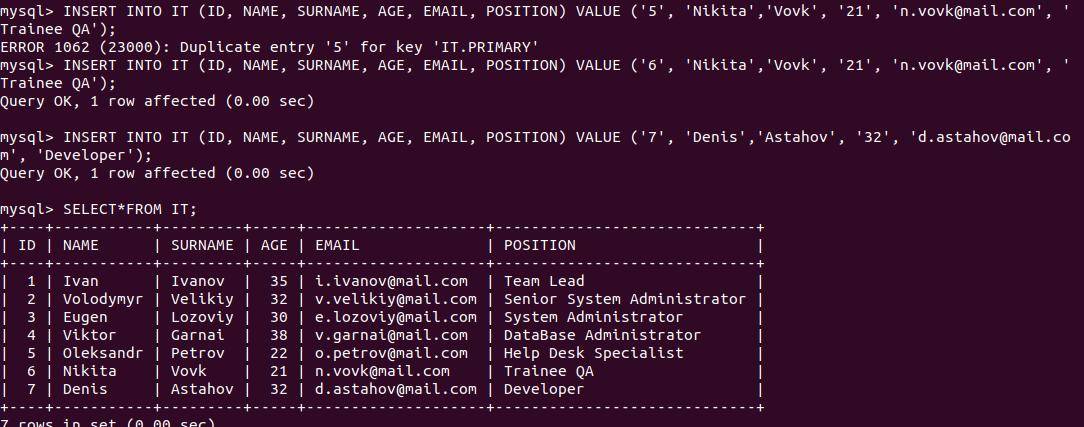 mysql> INSERT INTO IT (ID, NAME, SURNAME, AGE, EMAIL, POSITION) VALUE ('5', 'Nikita','Vovk', '21', 'n.vovk@mail.com', '
Trainee QA');
ERROR 1062 (23000): Duplicate entry '5' for key 'IT.PRIMARY'
mysql> INSERT INTO IT (ID, NAME, SURNAME, AGE, EMAIL, POSITION) VALUE ('6', 'Nikita','Vovk', '21', 'n.vovk@mail.com', '
Trainee QA');
Query OK, 1 row affected (0.00 sec)

mysql> INSERT INTO IT (ID, NAME, SURNAME, AGE, EMAIL, POSITION) VALUE ('7', 'Denis','Astahov', '32', 'd.astahov@mail.co
m', 'Developer');
Query OK, 1 row affected (0.00 sec)

mysql> SELECT*FROM IT;
+----+-----------+---------+-----+--------------------+-----------------------------+
| ID | NAME      | SURNAME | AGE | EMAIL              | POSITION                    |
+----+-----------+---------+-----+--------------------+-----------------------------+
|  1 | Ivan      | Ivanov  |  35 | i.ivanov@mail.com  | Team Lead                   |
|  2 | Volodymyr | Velikiy |  32 | v.velikiy@mail.com | Senior System Administrator |
|  3 | Eugen     | Lozoviy |  30 | e.lozoviy@mail.com | System Administrator        |
|  4 | Viktor    | Garnai  |  38 | v.garnai@mail.com  | DataBase Administrator      |
|  5 | Oleksandr | Petrov  |  22 | o.petrov@mail.com  | Help Desk Specialist        |
|  6 | Nikita    | Vovk    |  21 | n.vovk@mail.com    | Trainee QA                  |
|  7 | Denis     | Astahov |  32 | d.astahov@mail.com | Developer                   |
+----+-----------+---------+-----+--------------------+-----------------------------+
7 rows in set (0.00 sec)